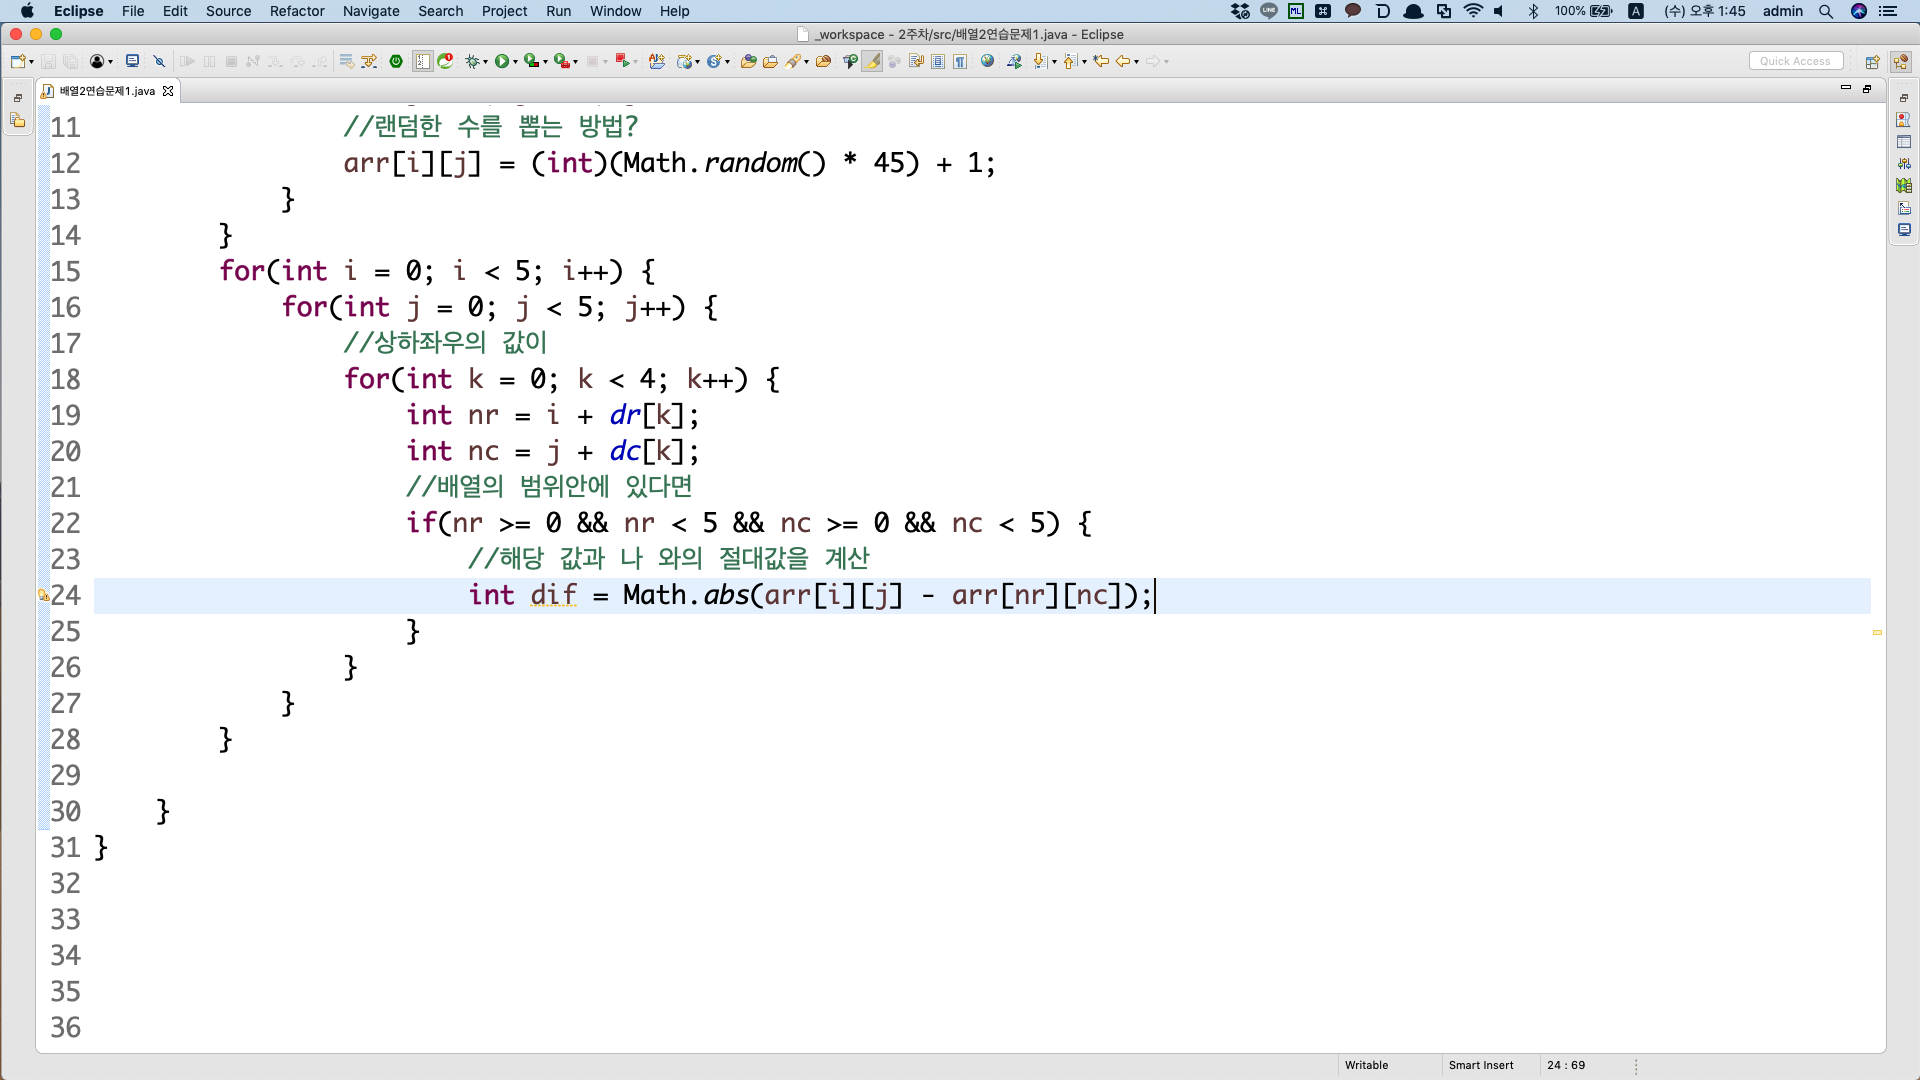 Eclipse File Edit Source Refactor Navigate Search Project Run Window Help 100% A (수) 오후 1:45 admin
_workspace - 2주차/src/배열2연습문제1.java - Eclipse
Quick Access
배열2연습문제1.java
11 //랜덤한 수를 뽑는 방법?
12 arr[i][j] = (int)(Math.random() * 45) + 1;
13 }
14 }
15 for(int i = 0; i < 5; i++) {
16 for(int j = 0; j < 5; j++) {
17 //상하좌우의 값이
18 for(int k = 0; k < 4; k++) {
19 int nr = i + dr[k];
20 int nc = j + dc[k];
21 //배열의 범위안에 있다면
22 if(nr >= 0 && nr < 5 && nc >= 0 && nc < 5) {
23 //해당 값과 나 와의 절대값을 계산
24 int dif = Math.abs(arr[i][j] - arr[nr][nc]);
25 }
26 }
27 }
28 }
29
30 }
31 }
32
33
34
35
36
Writable Smart Insert 24 : 69